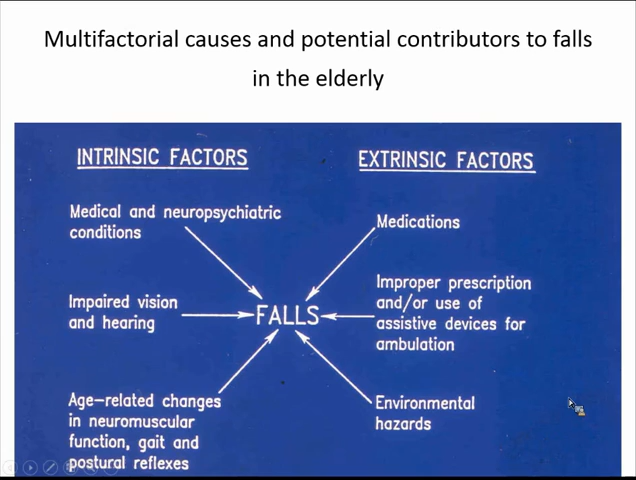 Multifactorial causes and potential contributors to falls
in the elderly
INTRINSIC FACTORS
EXTRINSIC FACTORS
Medical and neuropsychiatric
conditions
Medications
Impaired vision
and hearing
FALLS
Improper prescription
and/or use of
assistive devices for
ambulation
Age-related changes
in neuromuscular
function, gait and
postural reflexes
Environmental
hazards